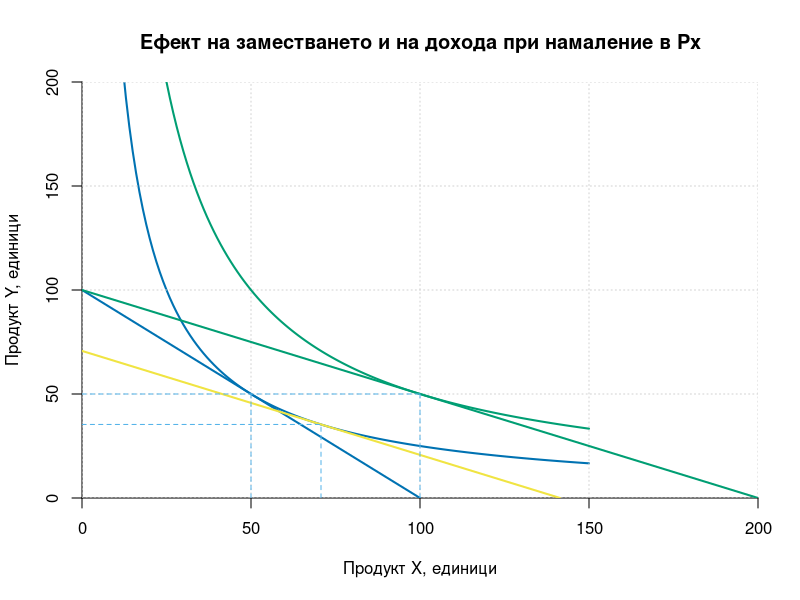 Ефект на заместването и на дохода при намаление в Px
200
150
100
50
0
Продукт Y, единици
0 50 100 150 200
Продукт X, единици